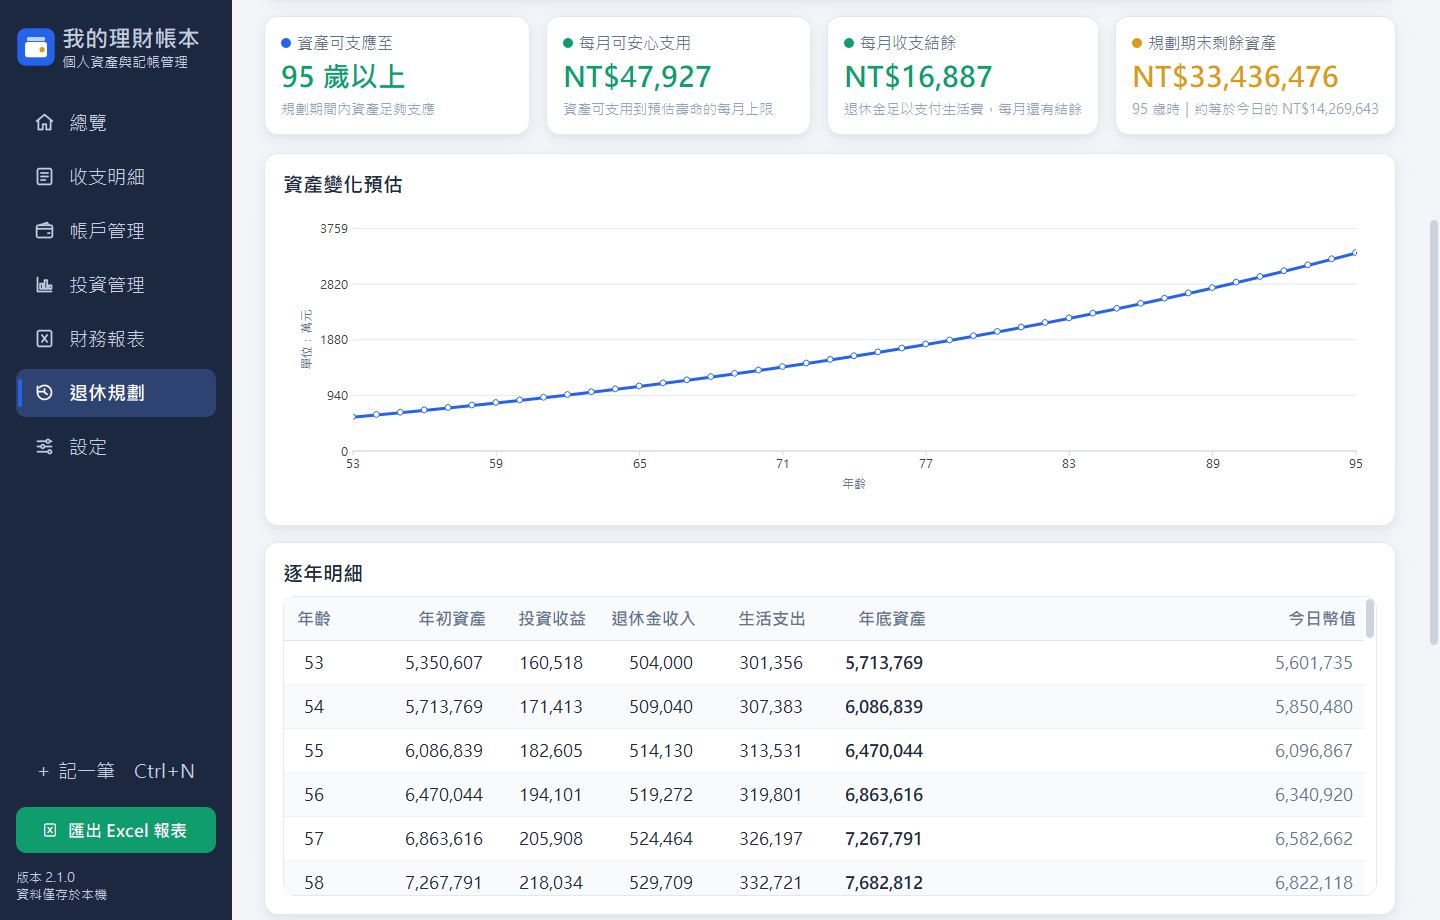 我的理財帳本
個人資產與記帳管理
總覽
收支明細
帳戶管理
投資管理
財務報表
退休規劃
設定
+ 記一筆 Ctrl+N
匯出 Excel 報表
版本 2.1.0
資料僅存於本機
資產可支應至
95 歲以上
規劃期間內資產足夠支應
每月可安心支用
NT$47,927
資產可支用到預估壽命的每月上限
每月收支結餘
NT$16,887
退休金足以支付生活費，每月還有結餘
規劃期末剩餘資產
NT$33,436,476
95 歲時 | 約等於今日的 NT$14,269,643
資產變化預估
3759
2820
1880
940
0
單位：萬元
53 59 65 71 77 83 89 95
年齡
逐年明細
年齡 年初資產 投資收益 退休金收入 生活支出 年底資產 今日幣值
53 5,350,607 160,518 504,000 301,356 5,713,769 5,601,735
54 5,713,769 171,413 509,040 307,383 6,086,839 5,850,480
55 6,086,839 182,605 514,130 313,531 6,470,044 6,096,867
56 6,470,044 194,101 519,272 319,801 6,863,616 6,340,920
57 6,863,616 205,908 524,464 326,197 7,267,791 6,582,662
58 7,267,791 218,034 529,709 332,721 7,682,812 6,822,118